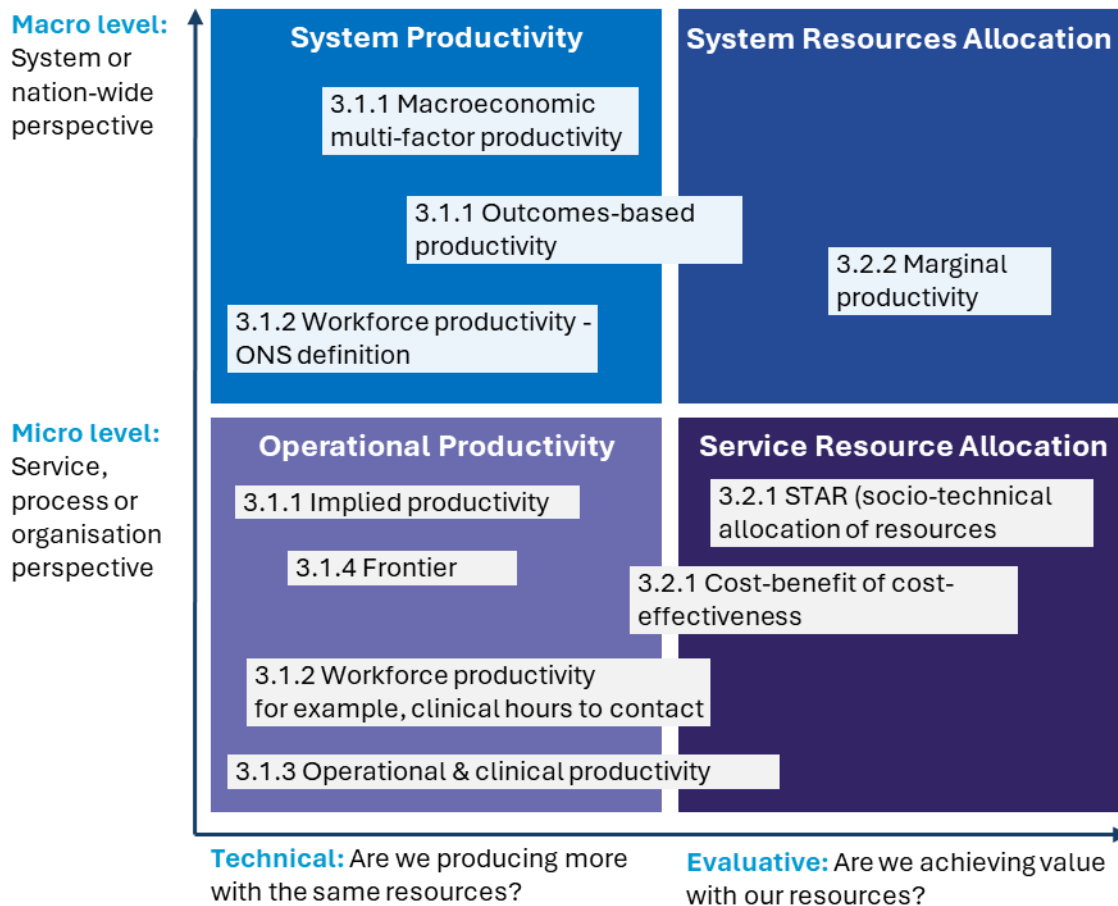 Macro level:
System or
nation-wide
perspective
System Productivity
3.1.1 Macroeconomic
multi-factor productivity
3.1.1 Outcomes-based
productivity
3.1.2 Workforce productivity -
ONS definition
System Resources Allocation
3.2.2 Marginal
productivity
Micro level:
Service,
process or
organisation
perspective
Operational Productivity
3.1.1 Implied productivity
3.1.4 Frontier
3.1.2 Workforce productivity
for example, clinical hours to contact
3.1.3 Operational & clinical productivity
Service Resource Allocation
3.2.1 STAR (socio-technical
allocation of resources
3.2.1 Cost-benefit of cost-
effectiveness
Technical: Are we producing more
with the same resources?
Evaluative: Are we achieving value
with our resources?